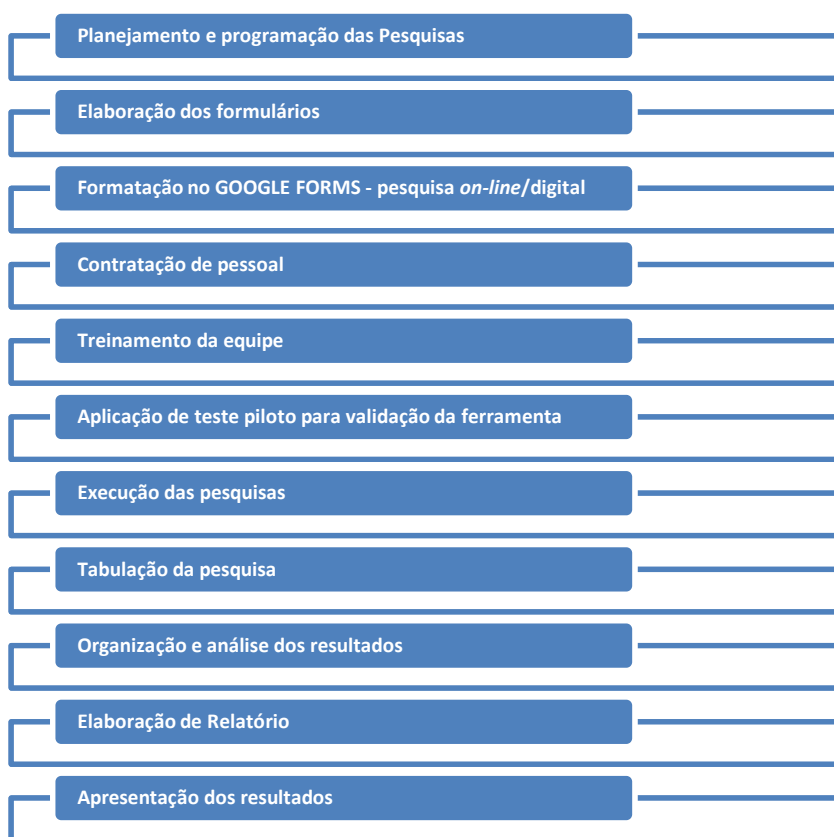 Planejamento e programação das Pesquisas
Elaboração dos formulários
Formatação no GOOGLE FORMS - pesquisa on-line/digital
Contratação de pessoal
Treinamento da equipe
Aplicação de teste piloto para validação da ferramenta
Execução das pesquisas
Tabulação da pesquisa
Organização e análise dos resultados
Elaboração de Relatório
Apresentação dos resultados